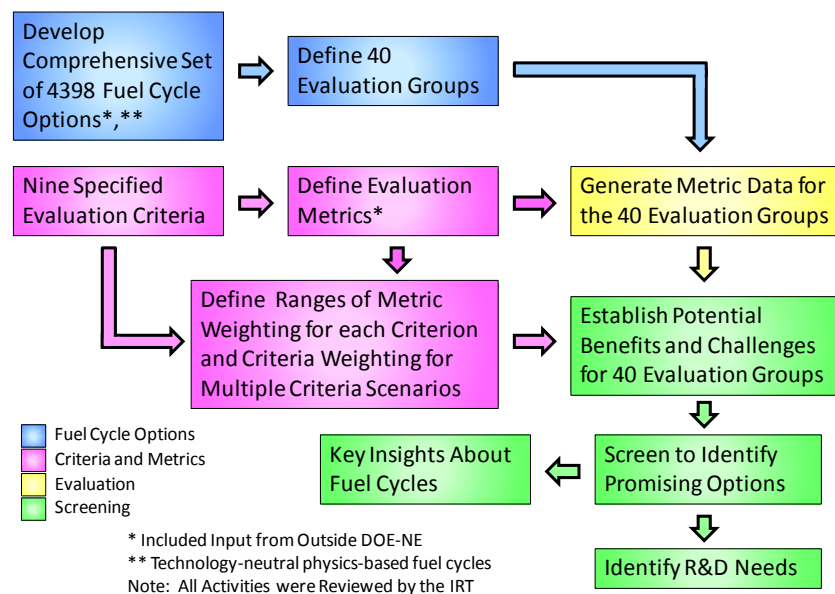 Develop
Comprehensive Set
of 4398 Fuel Cycle
Options*,**
Define 40
Evaluation Groups
Nine Specified
Evaluation Criteria
Define Evaluation
Metrics*
Generate Metric Data for
the 40 Evaluation Groups
Define Ranges of Metric
Weighting for each Criterion
and Criteria Weighting for
Multiple Criteria Scenarios
Establish Potential
Benefits and Challenges
for 40 Evaluation Groups
Fuel Cycle Options
Criteria and Metrics
Evaluation
Screening
Key Insights About
Fuel Cycles
Screen to Identify
Promising Options
* Included Input from Outside DOE-NE
** Technology-neutral physics-based fuel cycles
Note: All Activities were Reviewed by the IRT
Identify R&D Needs